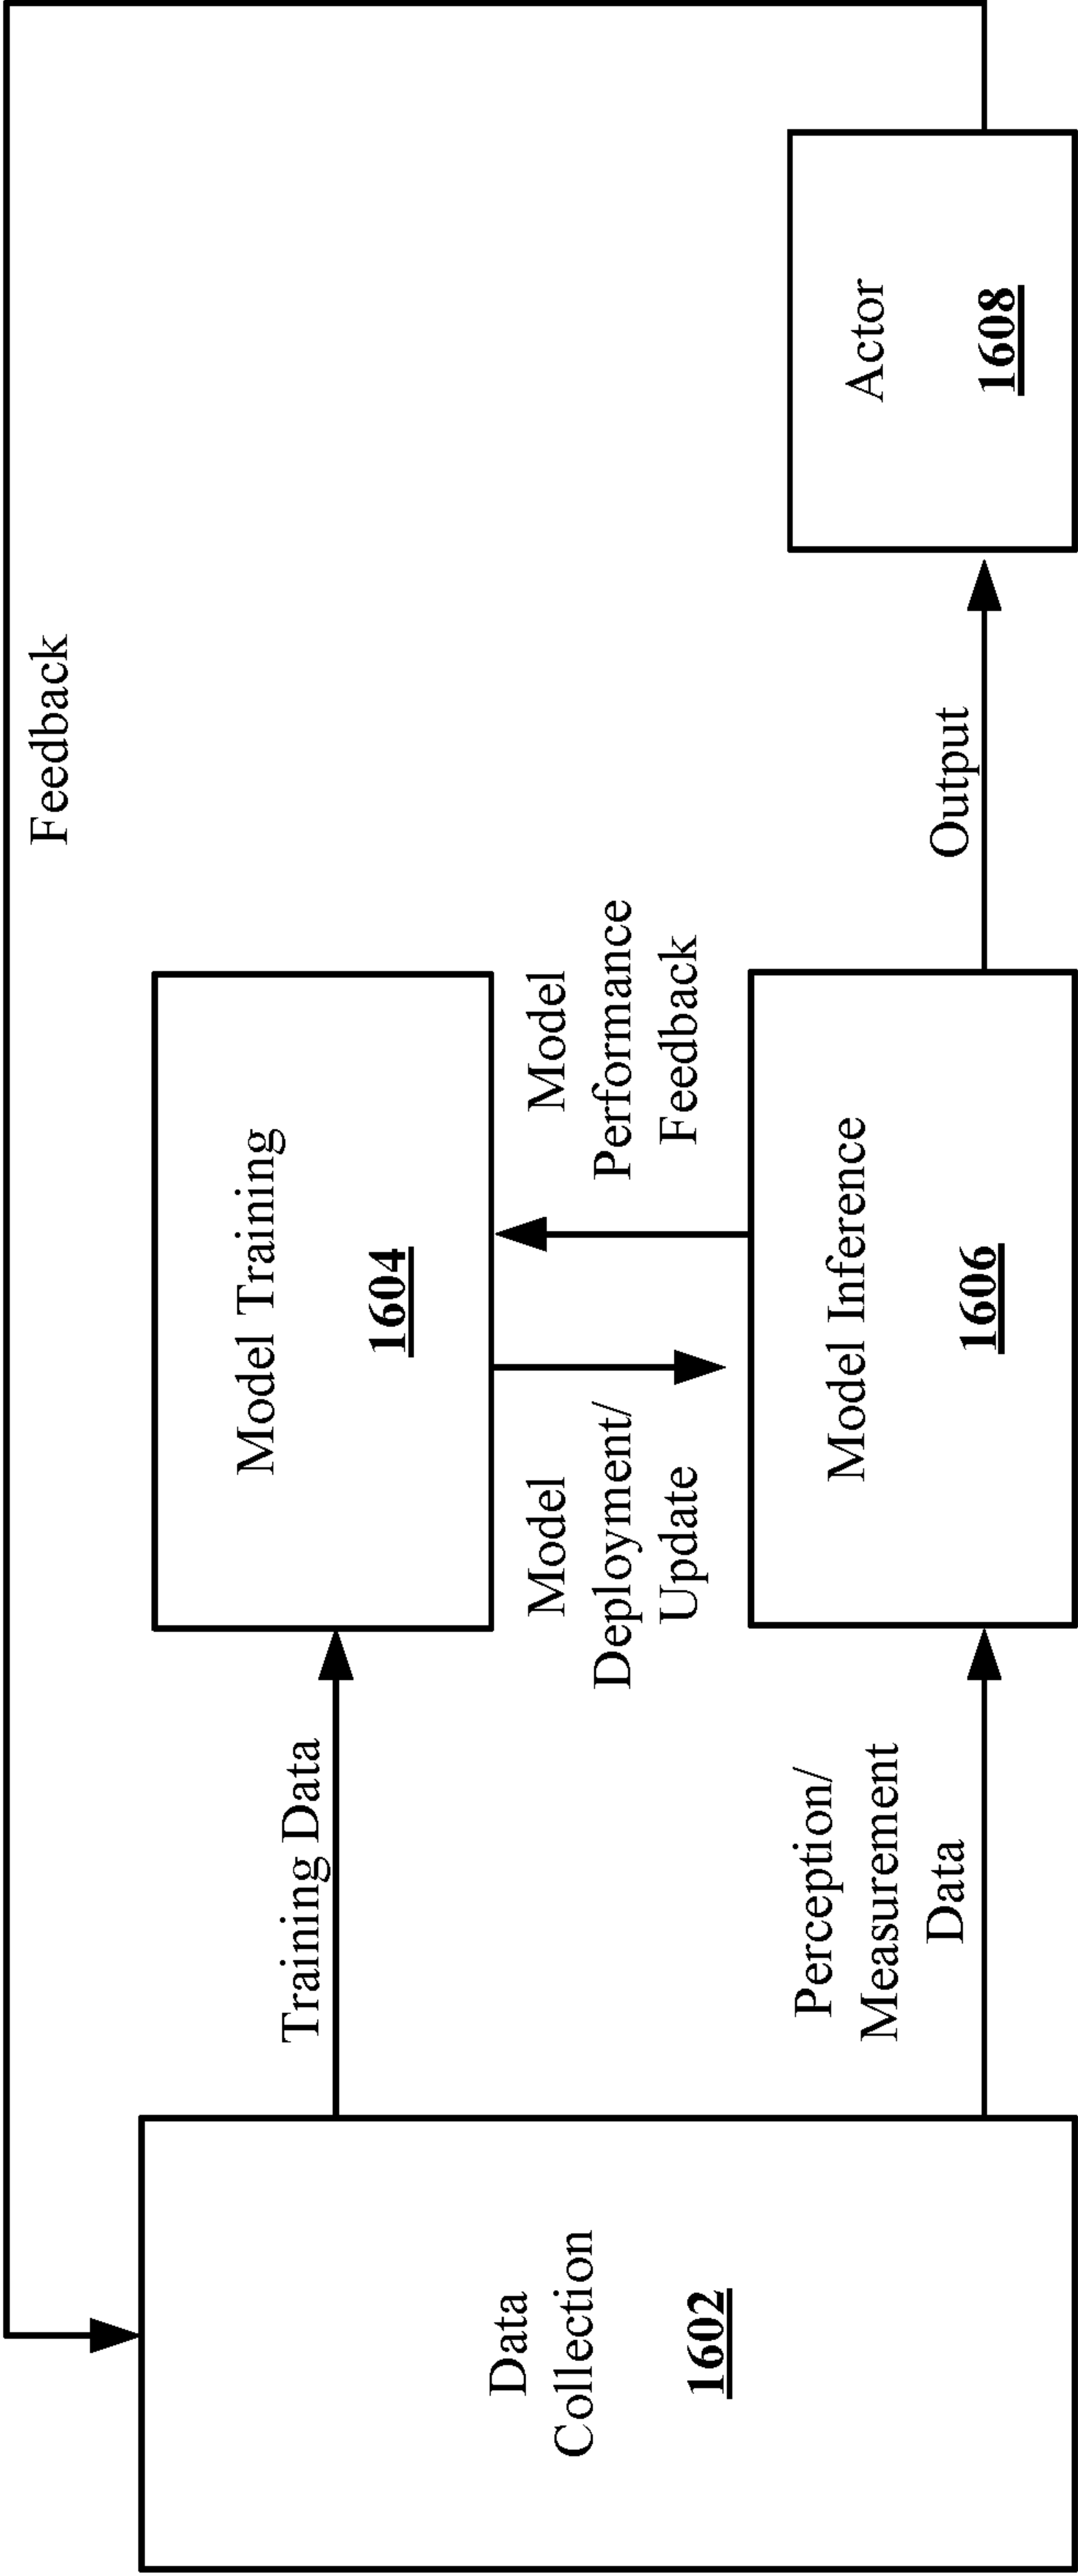 Feedback
Data
Collection
1602
Training Data
Model Training
1604
Model
Deployment/
Update
Model
Performance
Feedback
Perception/
Measurement
Data
Model Inference
1606
Output
Actor
1608